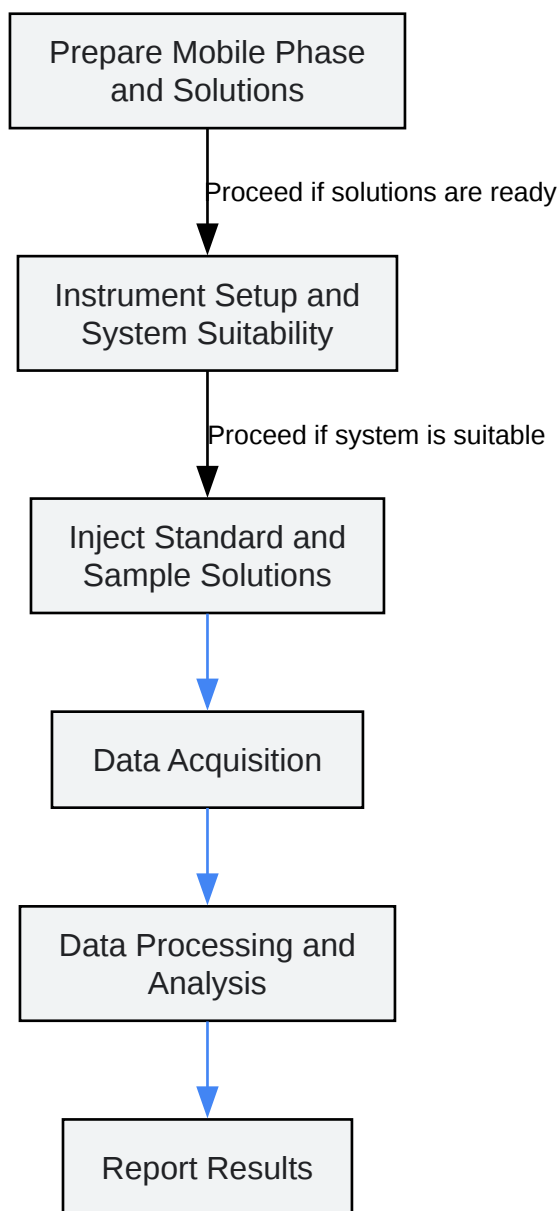 Prepare Mobile Phase
and Solutions
Proceed if solutions are ready
Instrument Setup and
System Suitability
Proceed if system is suitable
Inject Standard and
Sample Solutions
Data Acquisition
Data Processing and
Analysis
Report Results